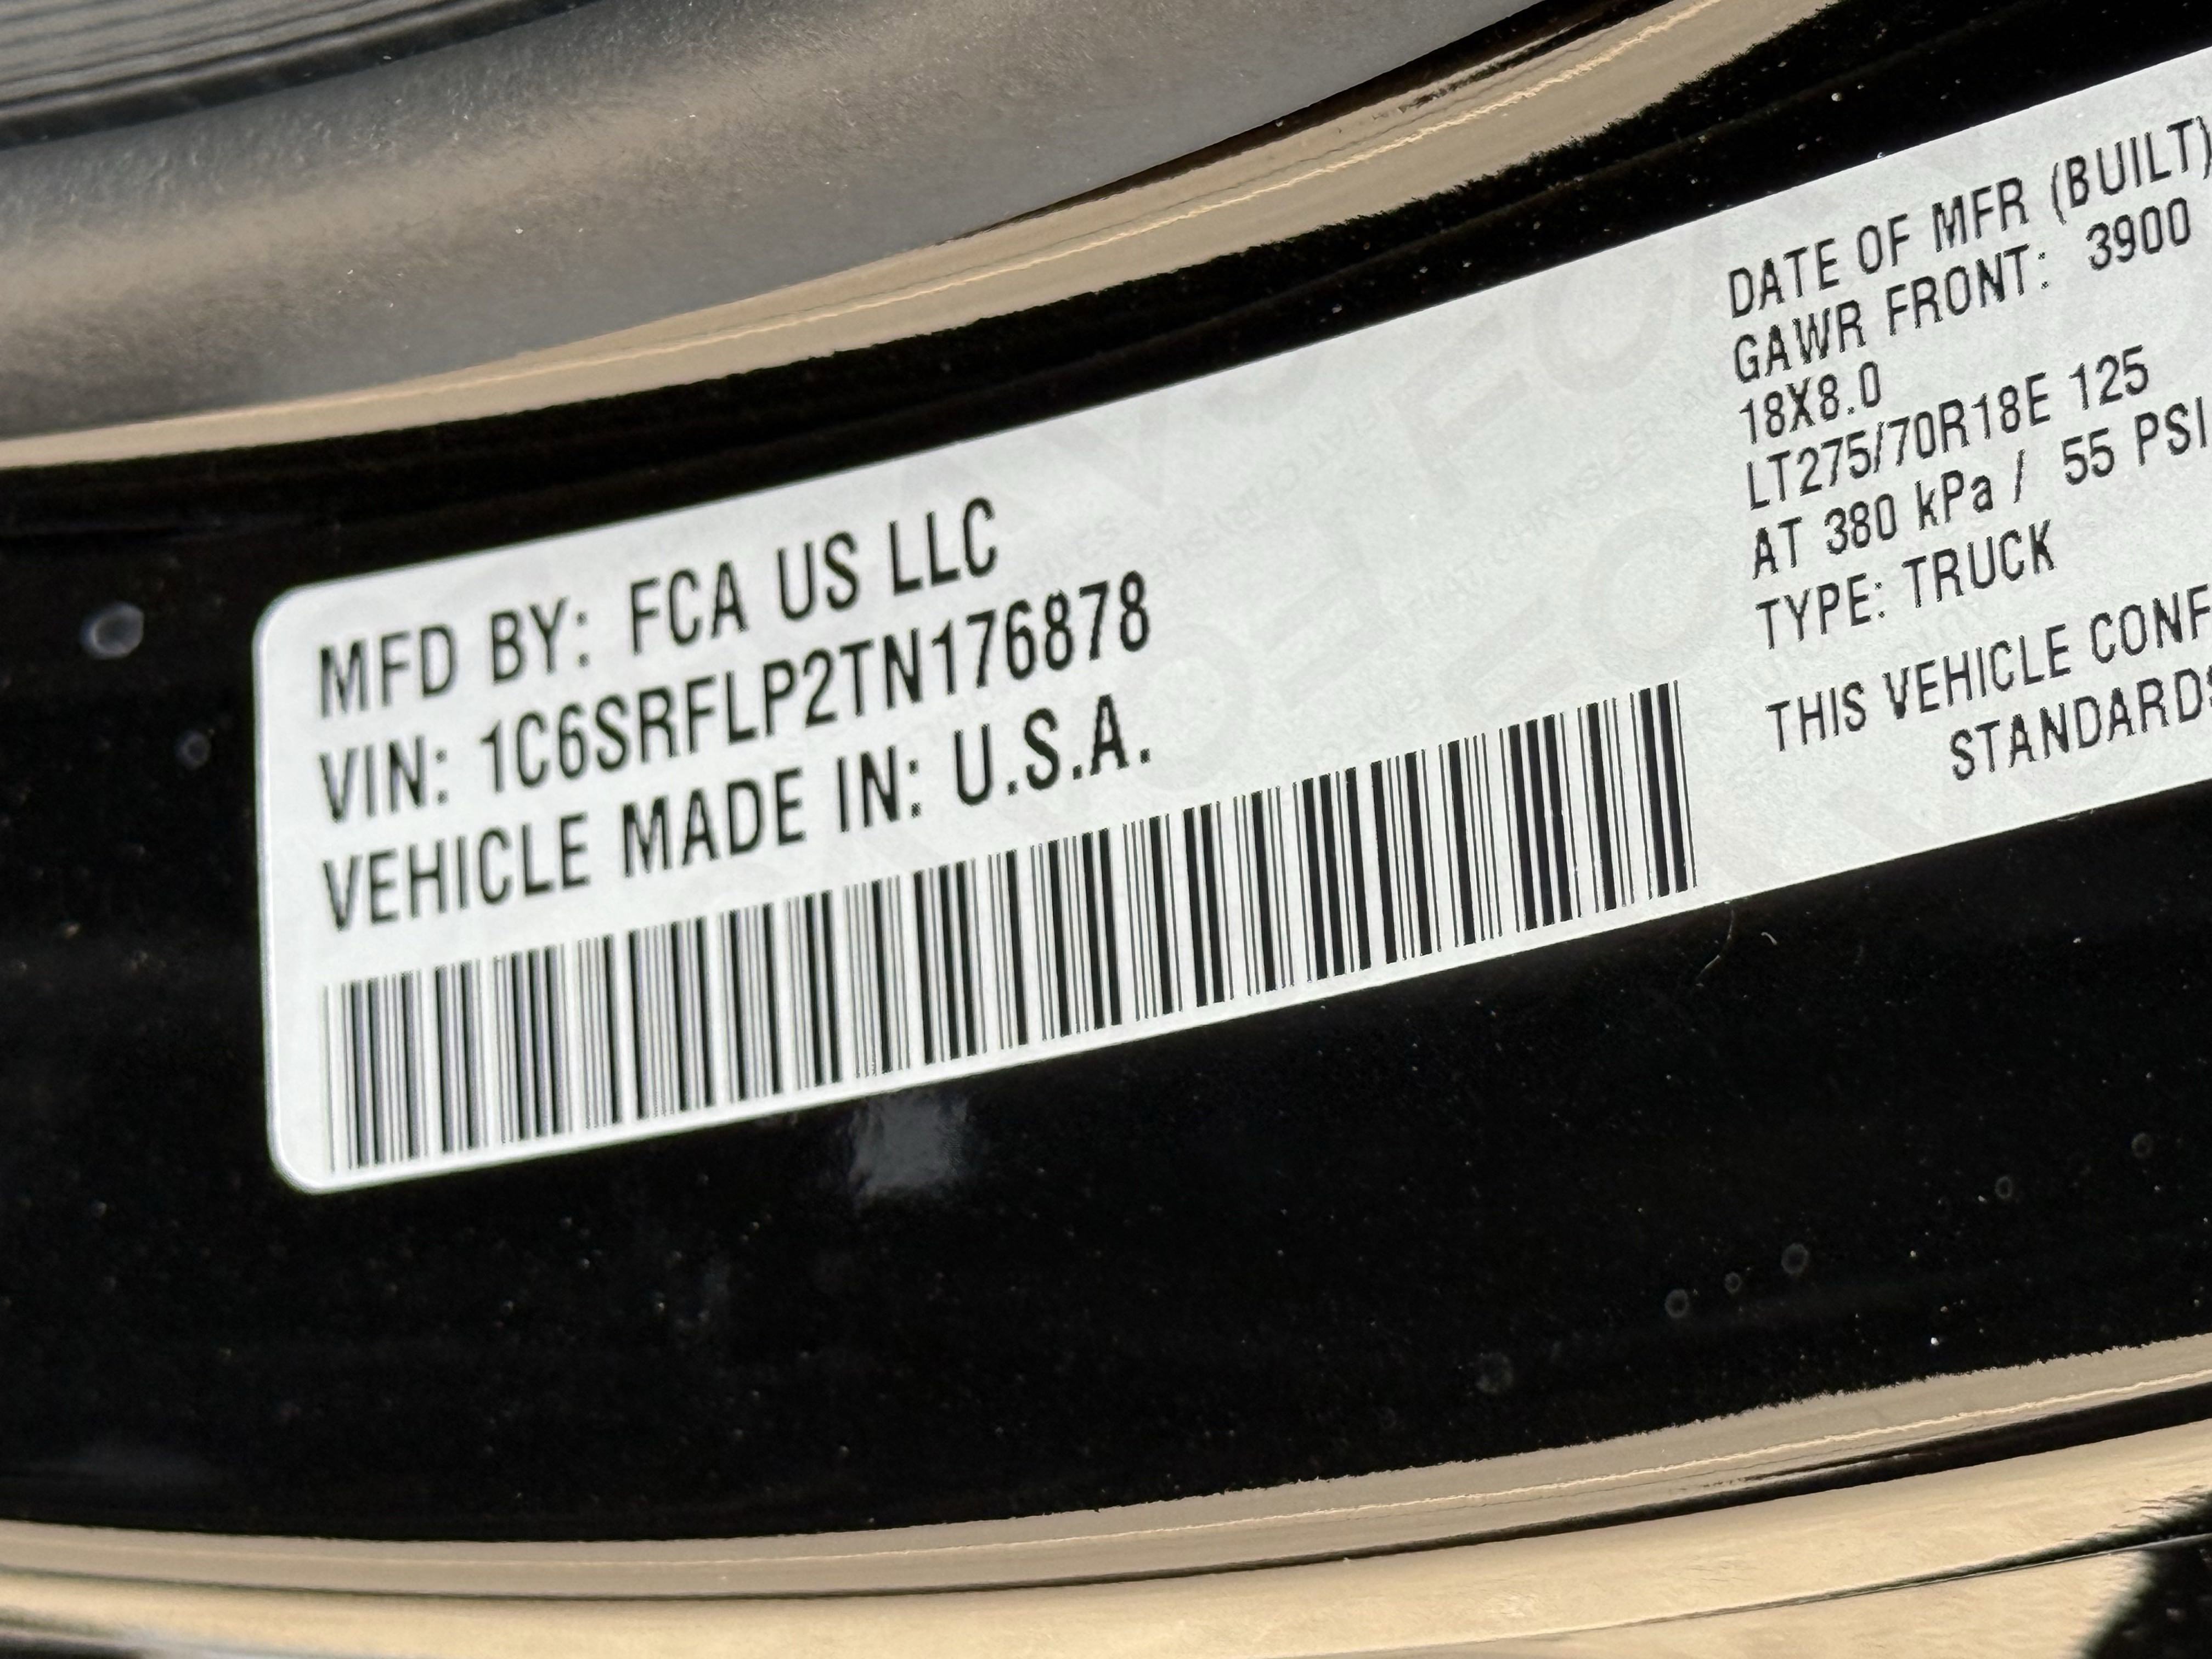 MFD BY: FCA US LLC
VIN: 1C6SRFLP2TN176878
VEHICLE MADE IN: U.S.A.
DATE OF MFR (BUILT)
GAWR FRONT: 3900
18X8.0
LT275/70R18E 125
AT 380 kPa / 55 PSI
TYPE: TRUCK
THIS VEHICLE CONF
STANDARDS